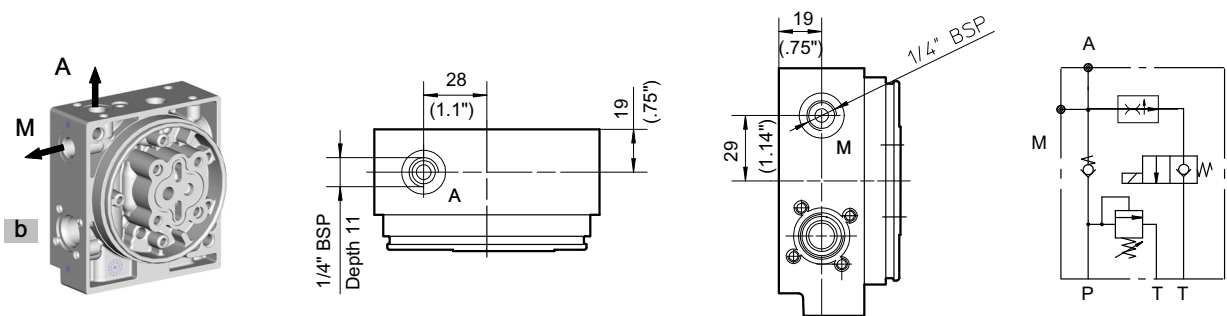 A
M
b
28
(1.1")
19
(.75")
A
1/4" BSP
Depth 11
19
(.75")
1/4" BSP
29
(1.14")
M
A
M
P
T
T